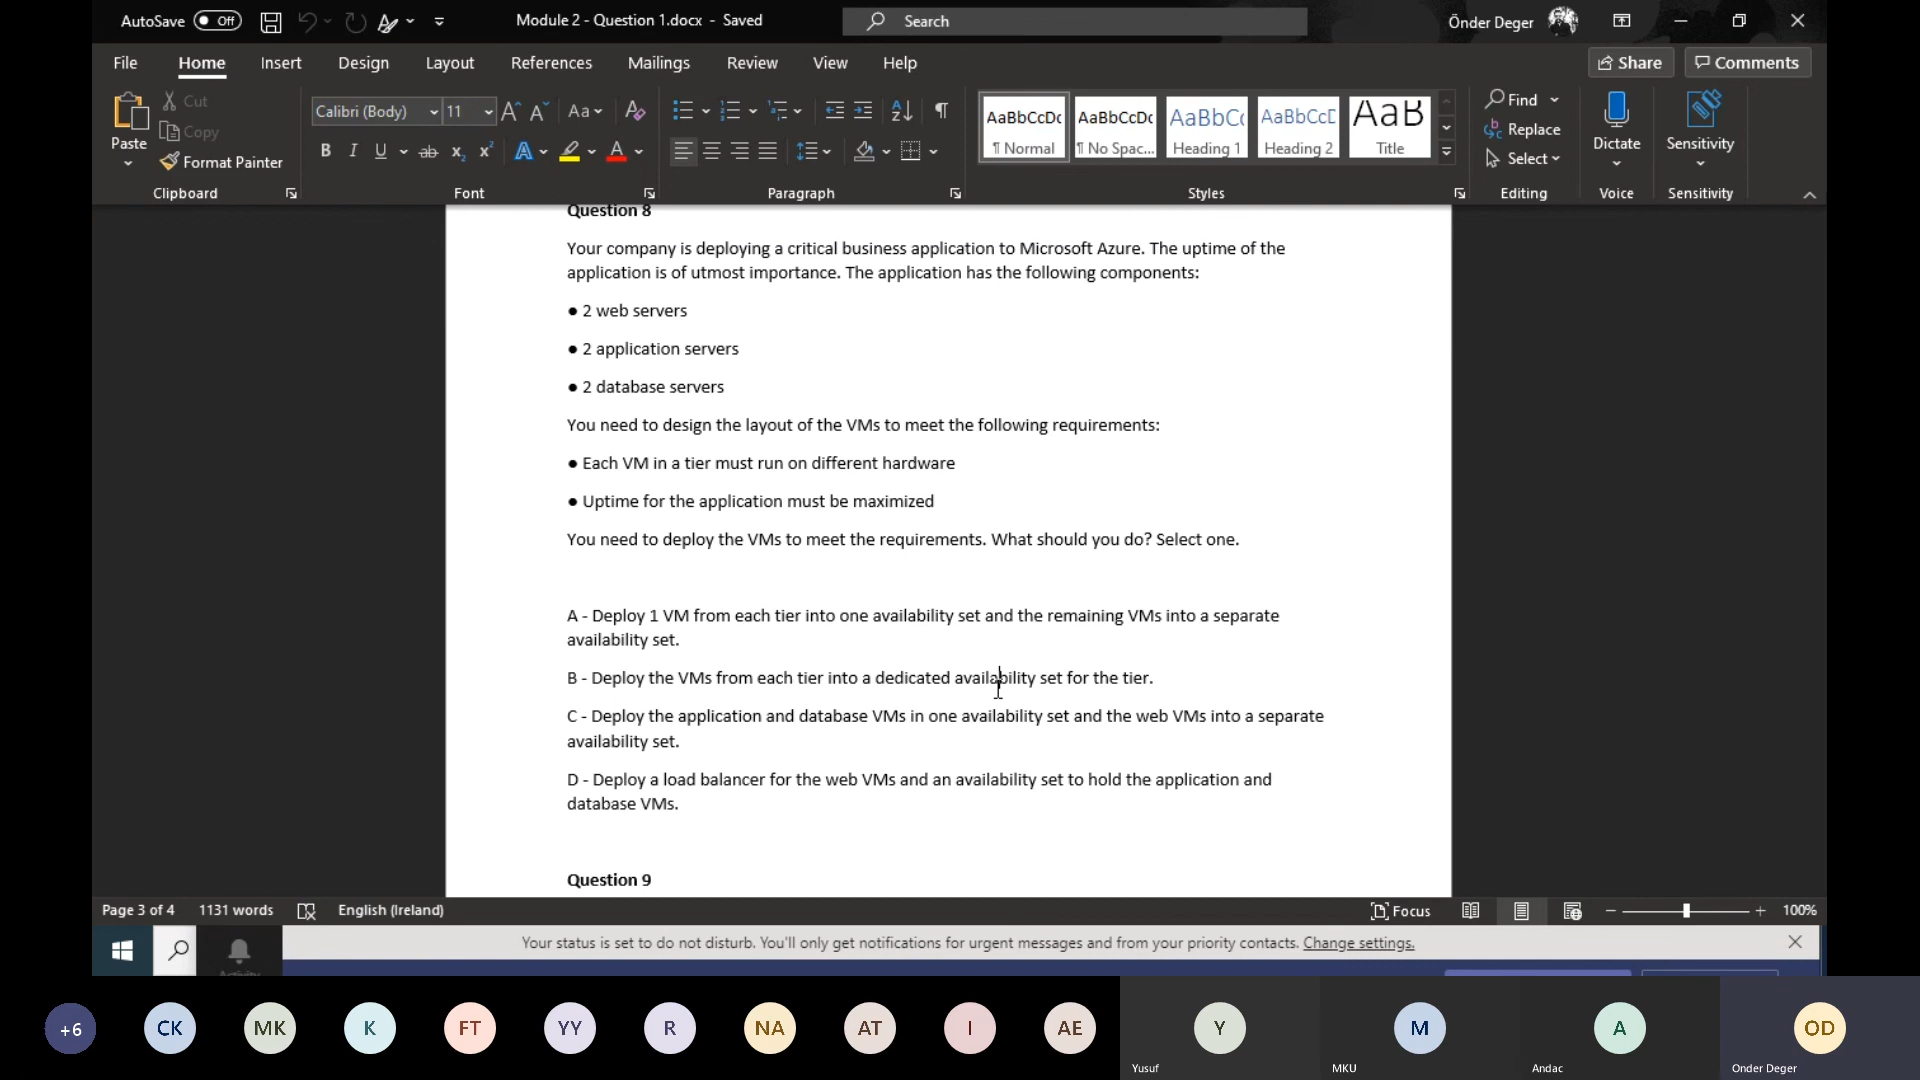 AutoSave Off Module 2 - Question 1.docx - Saved Search Önder Deger
File Home Insert Design Layout References Mailings Review View Help Share Comments
Paste Cut Copy Format Painter
Calibri (Body) 11 Aa
AaBbCcDc AaBbCcDc AaBbC( AaBbCcD AaB
¶ Normal ¶ No Spac... Heading 1 Heading 2 Title
Find Replace Select Dictate Sensitivity
Clipboard Font Paragraph Styles Editing Voice Sensitivity
Question 8
Your company is deploying a critical business application to Microsoft Azure. The uptime of the
application is of utmost importance. The application has the following components:
● 2 web servers
● 2 application servers
● 2 database servers
You need to design the layout of the VMs to meet the following requirements:
● Each VM in a tier must run on different hardware
● Uptime for the application must be maximized
You need to deploy the VMs to meet the requirements. What should you do? Select one.
A - Deploy 1 VM from each tier into one availability set and the remaining VMs into a separate
availability set.
B - Deploy the VMs from each tier into a dedicated availability set for the tier.
C - Deploy the application and database VMs in one availability set and the web VMs into a separate
availability set.
D - Deploy a load balancer for the web VMs and an availability set to hold the application and
database VMs.
Question 9
Page 3 of 4 1131 words English (Ireland) Focus 100%
Your status is set to do not disturb. You'll only get notifications for urgent messages and from your priority contacts. Change settings.
Activity
+6 CK MK K FT YY R NA AT I AE Y M A OD
Yusuf MKU Andac Onder Deger